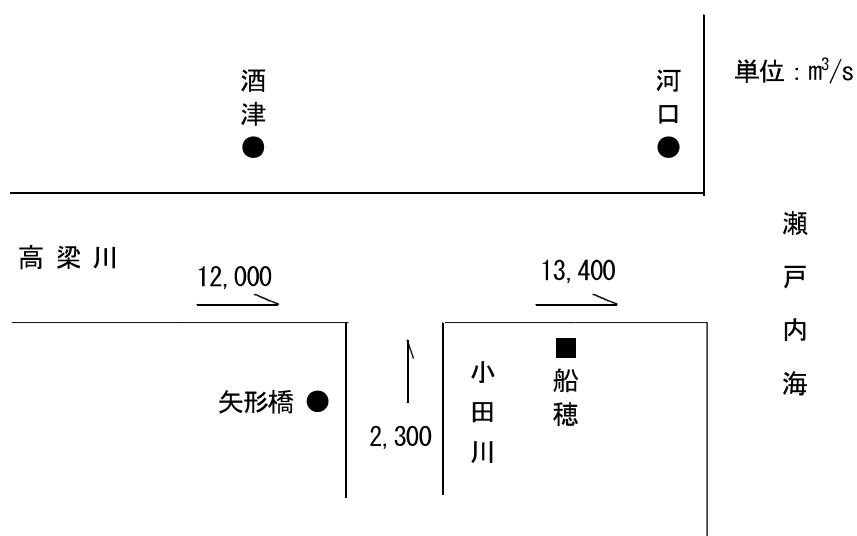 酒津
河口
単位：m³/s
高梁川
12,000
13,400
瀬戸内海
矢形橋
2,300
小田川
船穂